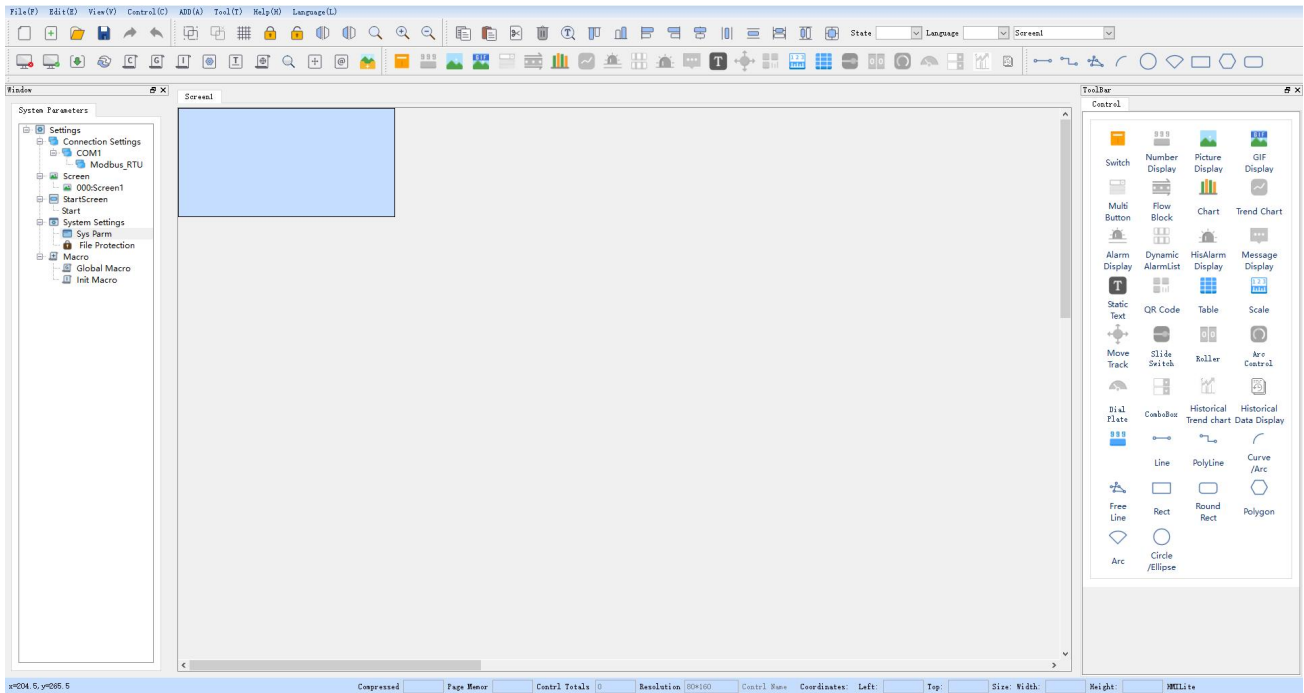 File(F) Edit(E) View(V) Control(C) ADD(A) Tool(T) Help(H) Language(L)
State Language Screen1
Window
System Parameters
Settings
Connection Settings
COM1
Modbus_RTU
Screen
000:Screen1
StartScreen
Start
System Settings
Sys Parm
File Protection
Macro
Global Macro
Init Macro
Screen1
ToolBar
Control
Switch
Number Display
Picture Display
GIF Display
Multi Button
Flow Block
Chart
Trend Chart
Alarm Display
Dynamic AlarmList
HisAlarm Display
Message Display
Static Text
QR Code
Table
Scale
Move Track
Slide Switch
Roller
Arc Control
Dial Plate
ComboBox
Historical Trend chart
Historical Data Display
Line
PolyLine
Curve /Arc
Free Line
Rect
Round Rect
Polygon
Arc
Circle /Ellipse
x=204.5,y=265.5 Compressed Page Memor Contrl Totals 0 Resolution 80*160 Contrl Name Coordinates: Left: Top: Size: Width: Height: HMILite